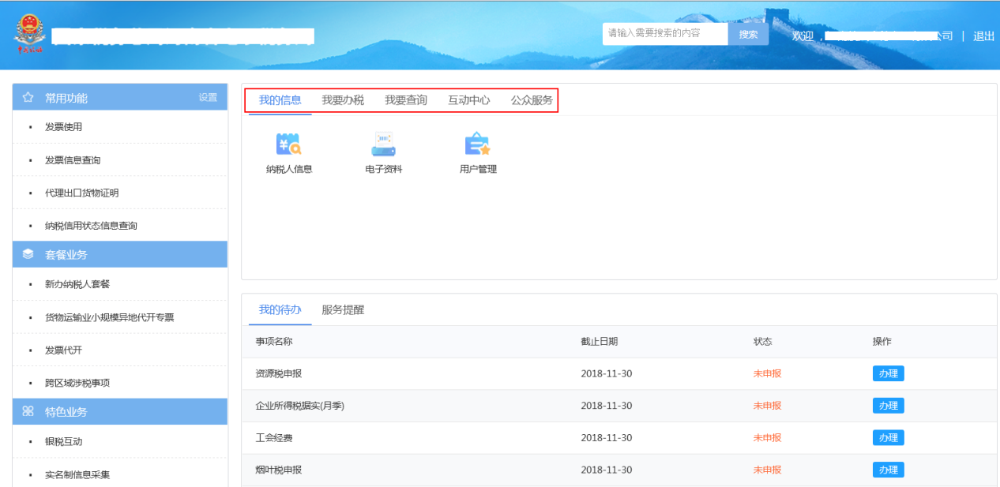 请输入需要搜索的内容 搜索 欢迎， 公司 | 退出
常用功能 设置
发票使用
发票信息查询
代理出口货物证明
纳税信用状态信息查询
套餐业务
新办纳税人套餐
货物运输业小规模异地代开专票
发票代开
跨区域涉税事项
特色业务
银税互动
实名制信息采集
我的信息 我要办税 我要查询 互动中心 公众服务
纳税人信息 电子资料 用户管理
我的待办 服务提醒
事项名称 截止日期 状态 操作
资源税申报 2018-11-30 未申报 办理
企业所得税据实(月季) 2018-11-30 未申报 办理
工会经费 2018-11-30 未申报 办理
烟叶税申报 2018-11-30 未申报 办理